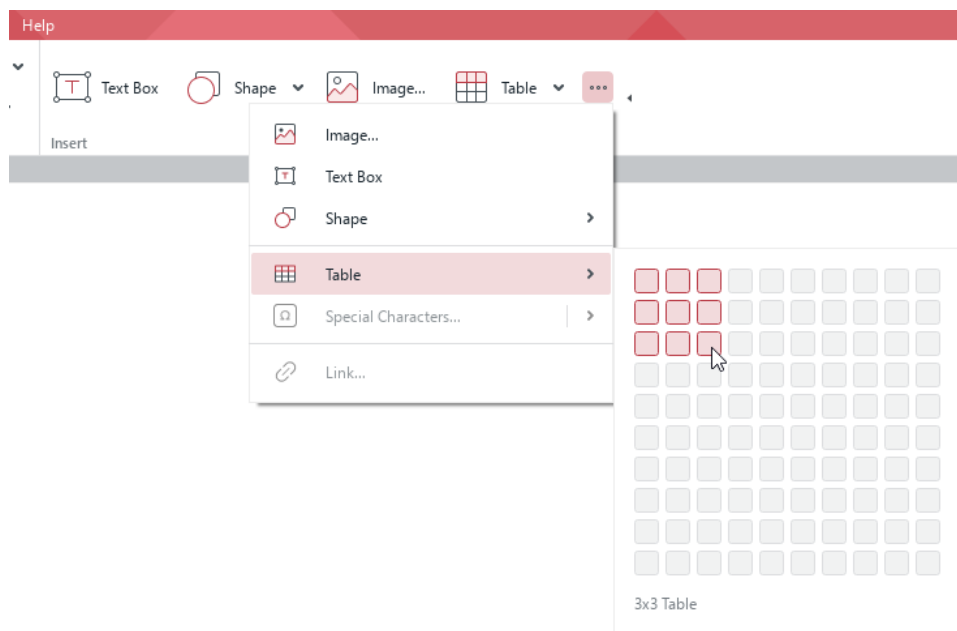 Help
Text Box Shape Image... Table
Insert
Image...
Text Box
Shape
Table
Special Characters...
Link...
3x3 Table